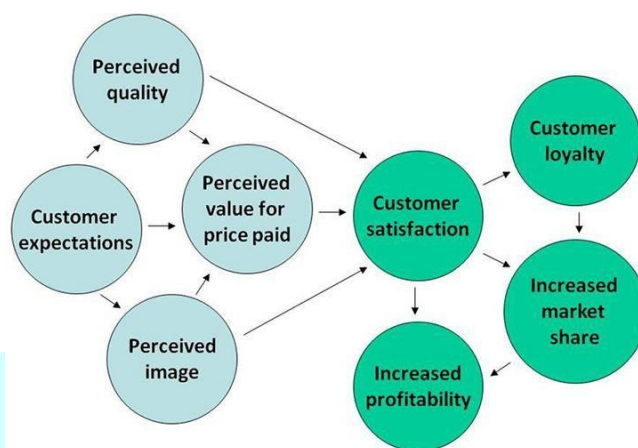 Perceived
quality
Customer
expectations
Perceived
value for
price paid
Perceived
image
Customer
satisfaction
Customer
loyalty
Increased
market
share
Increased
profitability